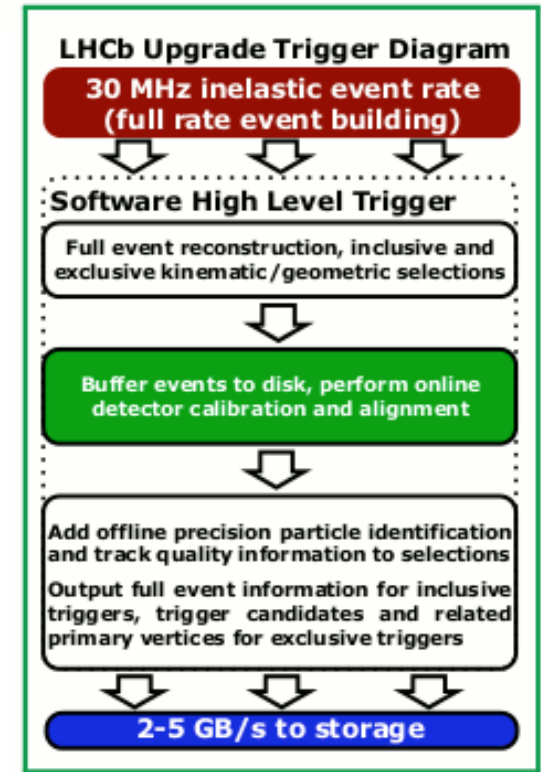 LHCb Upgrade Trigger Diagram
30 MHz inelastic event rate
(full rate event building)
Software High Level Trigger
Full event reconstruction, inclusive and
exclusive kinematic/geometric selections
Buffer events to disk, perform online
detector calibration and alignment
Add offline precision particle identification
and track quality information to selections
Output full event information for inclusive
triggers, trigger candidates and related
primary vertices for exclusive triggers
2-5 GB/s to storage